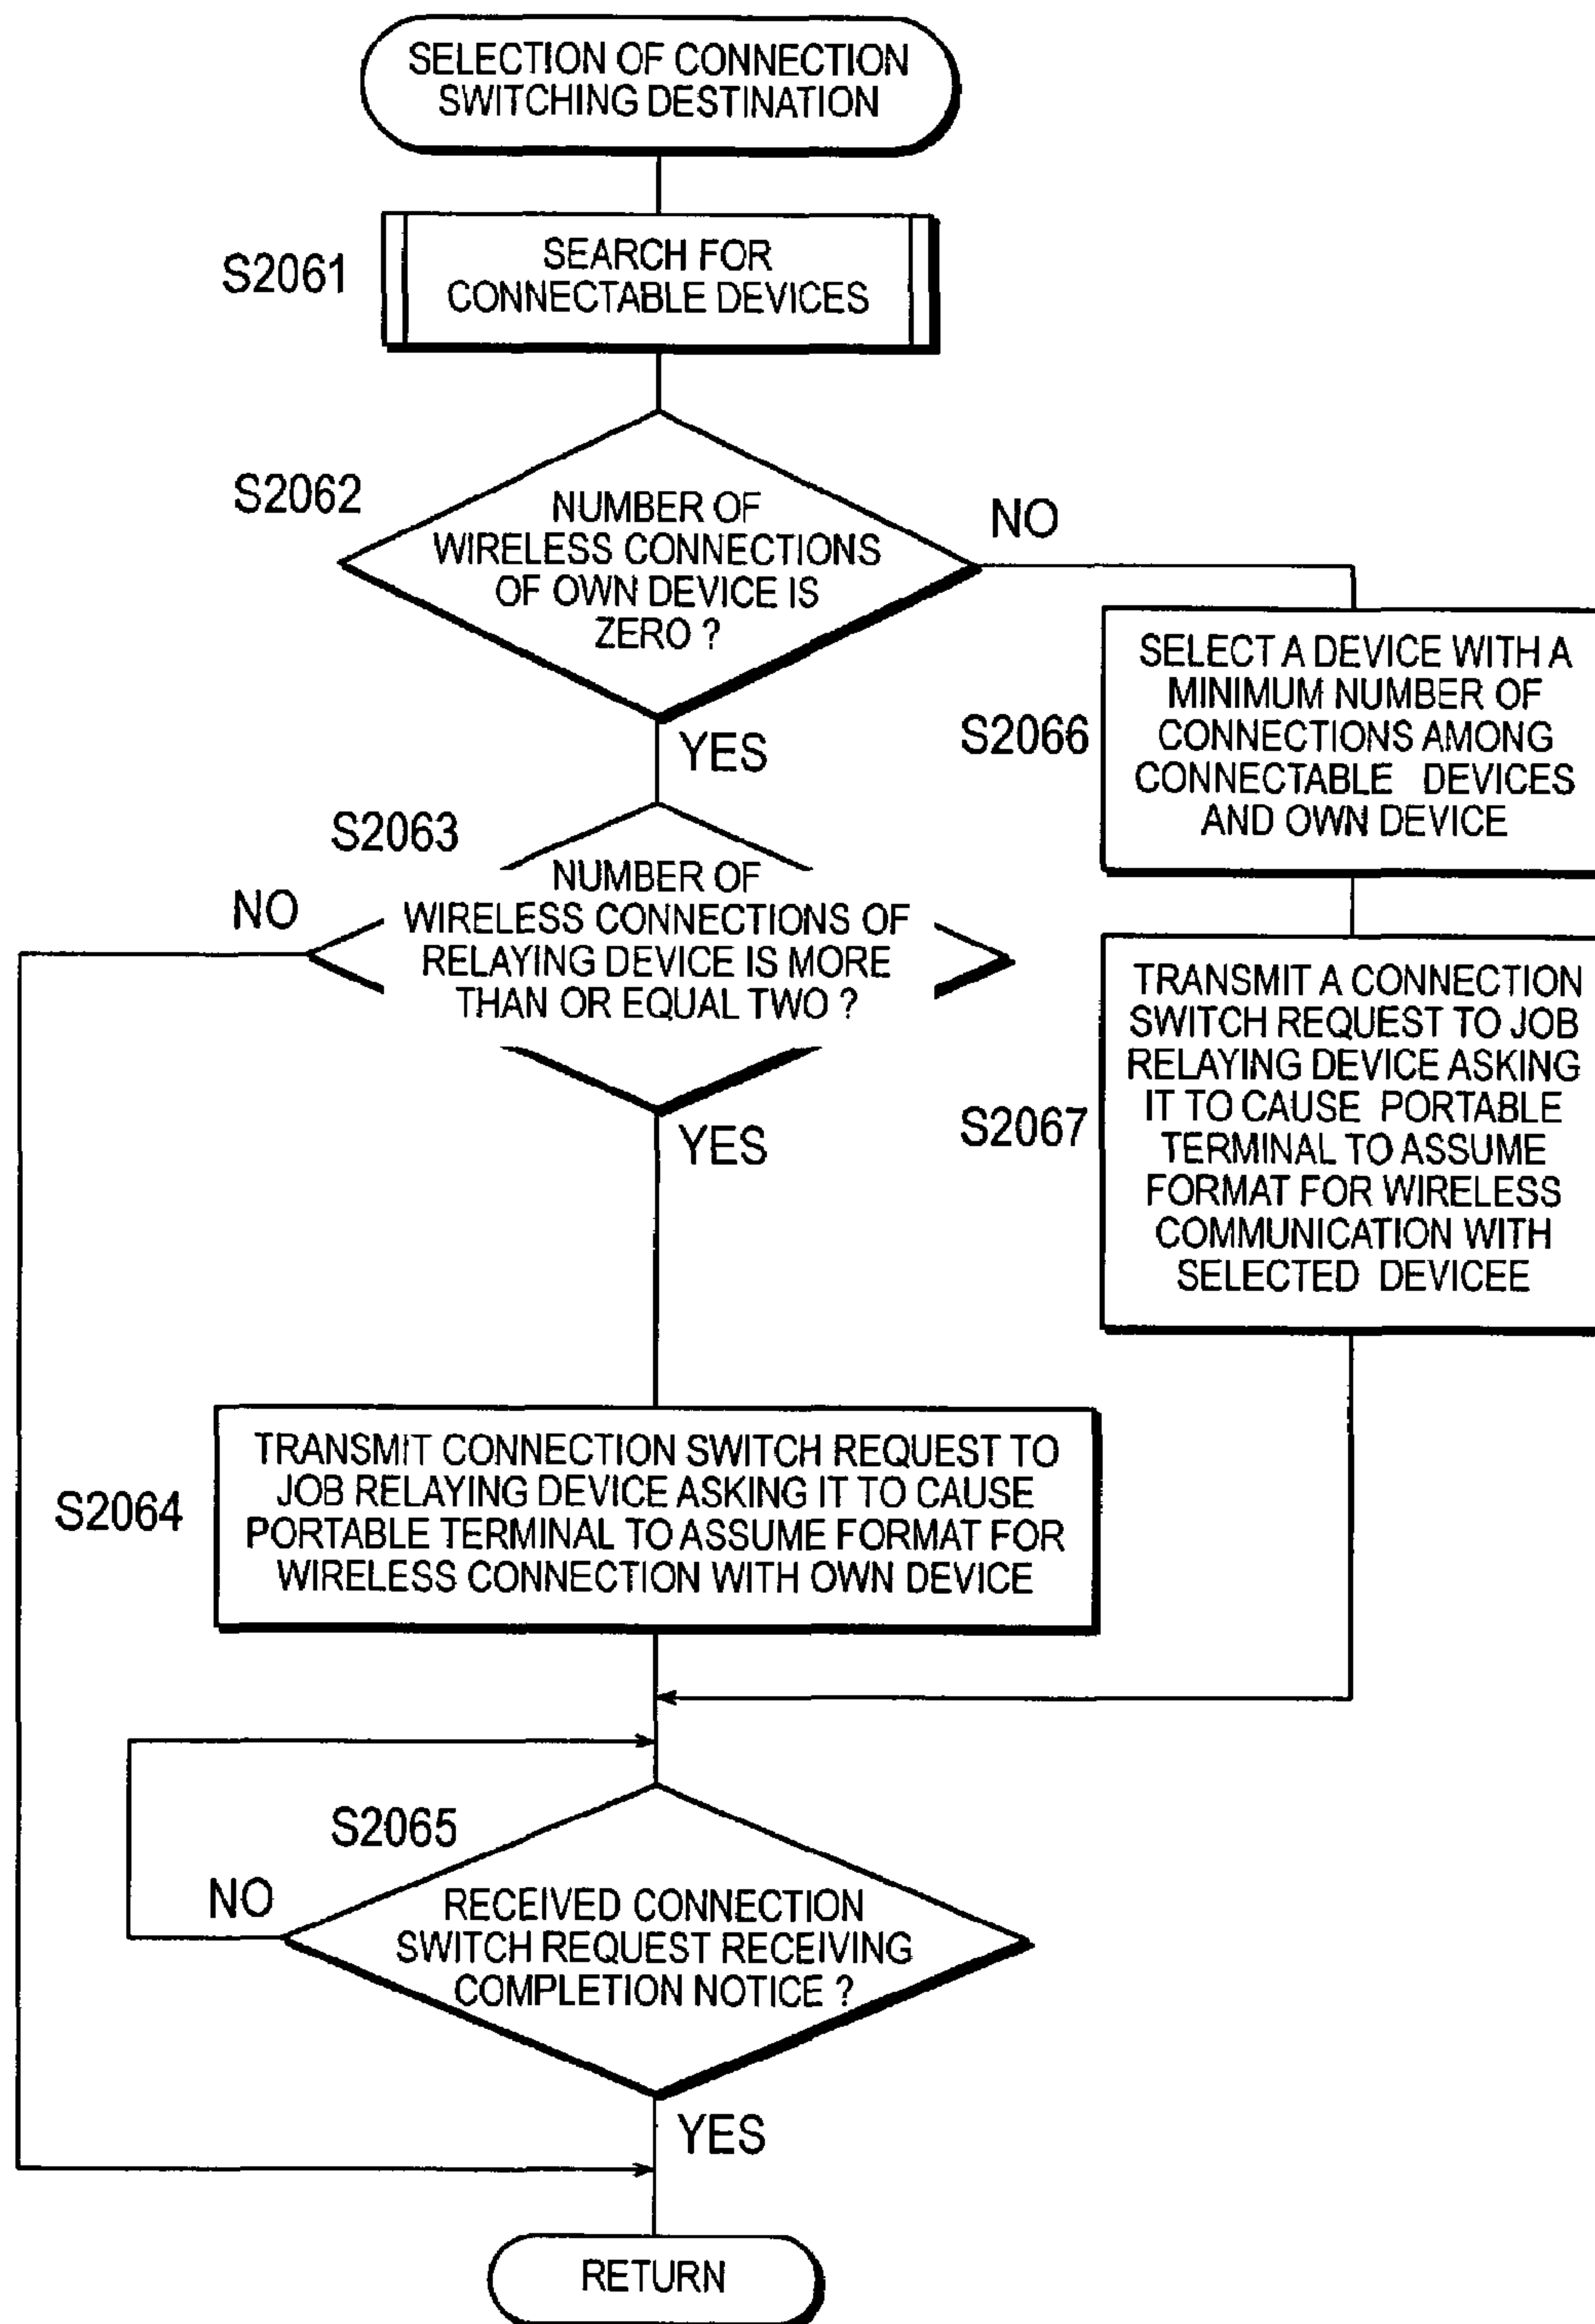 SELECTION OF CONNECTION
SWITCHING DESTINATION
S2061
SEARCH FOR
CONNECTABLE DEVICES
S2062
NUMBER OF
WIRELESS CONNECTIONS
OF OWN DEVICE IS
ZERO ?
NO
YES
S2066
SELECT A DEVICE WITH A
MINIMUM NUMBER OF
CONNECTIONS AMONG
CONNECTABLE DEVICES
AND OWN DEVICE
S2063
NUMBER OF
WIRELESS CONNECTIONS OF
RELAYING DEVICE IS MORE
THAN OR EQUAL TWO ?
NO
YES
S2067
TRANSMIT A CONNECTION
SWITCH REQUEST TO JOB
RELAYING DEVICE ASKING
IT TO CAUSE PORTABLE
TERMINAL TO ASSUME
FORMAT FOR WIRELESS
COMMUNICATION WITH
SELECTED DEVICEE
S2064
TRANSMIT CONNECTION SWITCH REQUEST TO
JOB RELAYING DEVICE ASKING IT TO CAUSE
PORTABLE TERMINAL TO ASSUME FORMAT FOR
WIRELESS CONNECTION WITH OWN DEVICE
S2065
NO
RECEIVED CONNECTION
SWITCH REQUEST RECEIVING
COMPLETION NOTICE ?
YES
RETURN